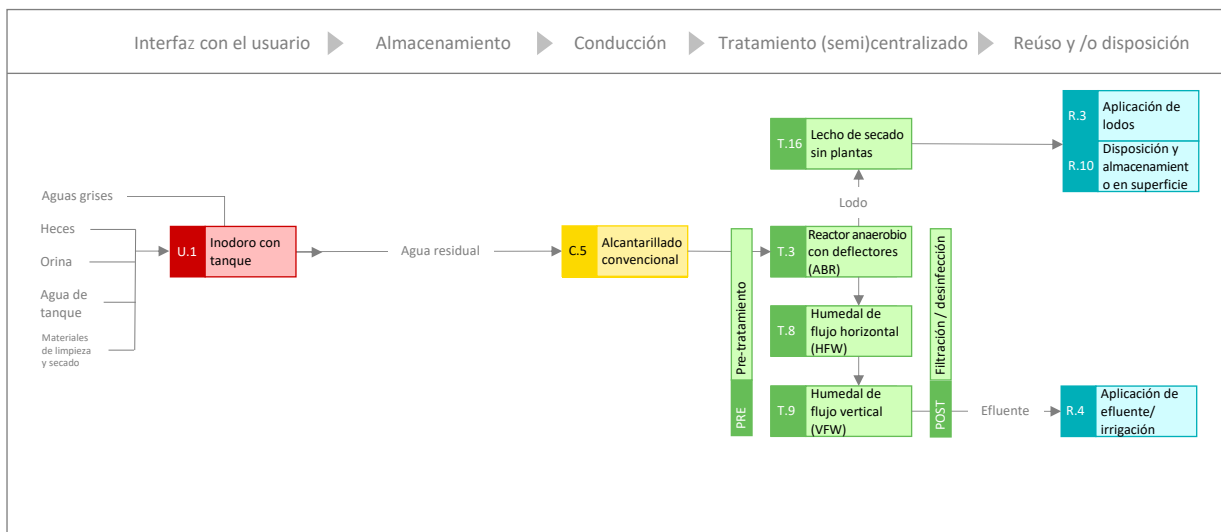 Interfaz con el usuario
Almacenamiento
Conducción
Tratamiento (semi)centralizado
Reúso y /o disposición
Aguas grises
Heces
Orina
Agua de
tanque
Materiales
de limpieza
y secado
U.1
Inodoro con
tanque
Agua residual
C.5
Alcantarillado
convencional
PRE
Pre-tratamiento
T.16
Lecho de secado
sin plantas
Lodo
T.3
Reactor anaerobio
con deflectores
(ABR)
T.8
Humedal de
flujo horizontal
(HFW)
T.9
Humedal de
flujo vertical
(VFW)
POST
Filtración / desinfección
Efluente
R.3
Aplicación de
lodos
R.10
Disposición y
almacenamient
o en superficie
R.4
Aplicación de
efluente/
irrigación